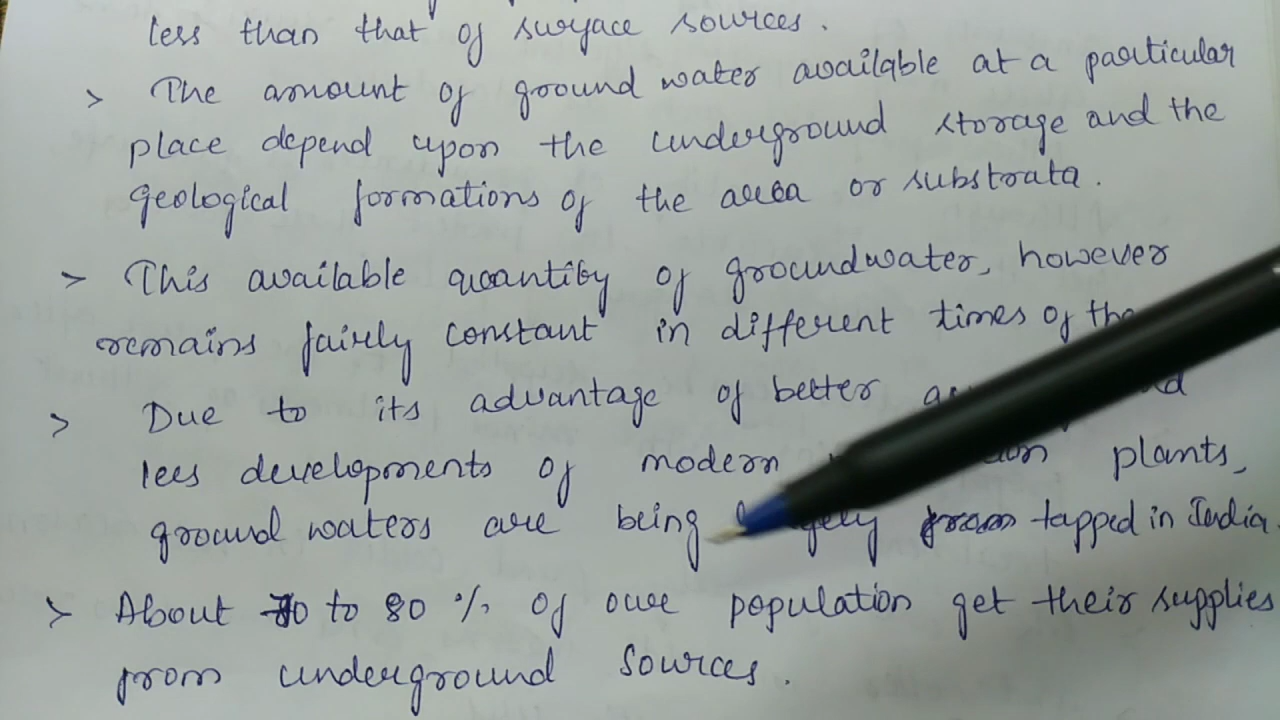 less than that of surface sources.
> The amount of ground water available at a particular
place depend upon the underground storage and the
geological formations of the area or substrata.
> This available quantity of groundwater, however
remains fairly constant in different times of the
> Due to its advantage of better
lees developments of modern plants,
ground waters are being tapped in India.
> About 70 to 80 % of our population get their supplies
from underground sources.